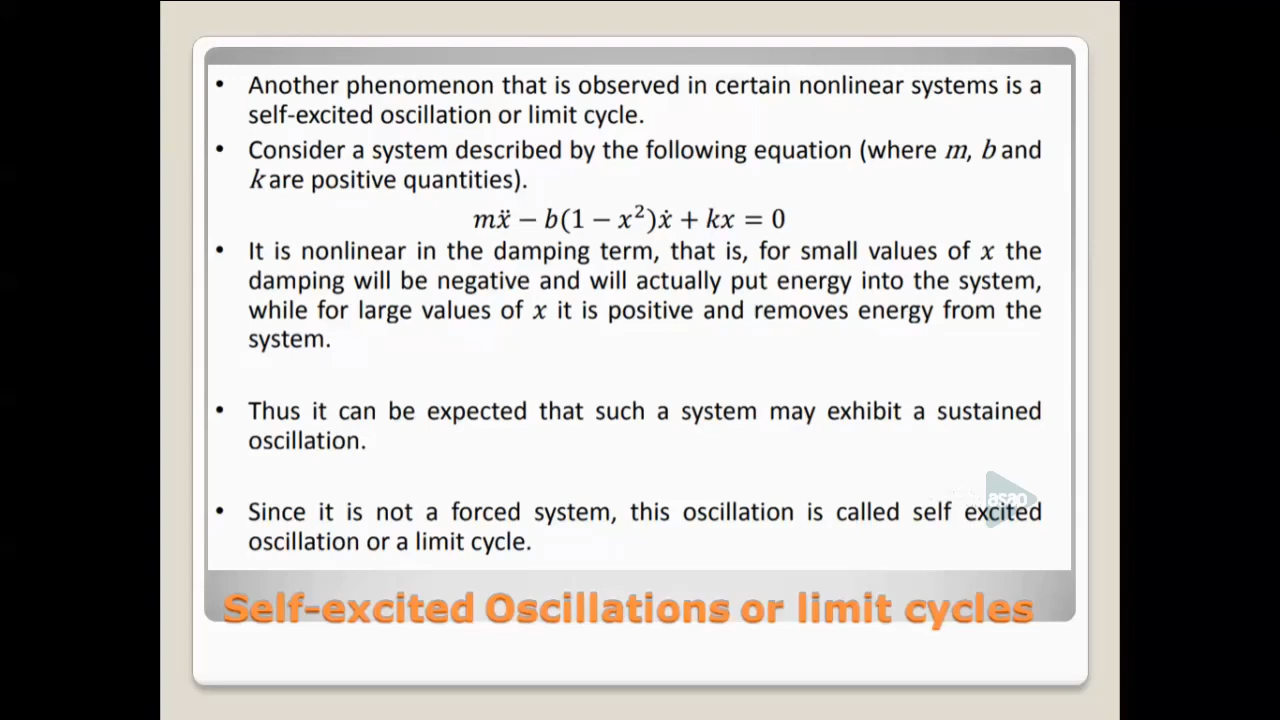 • Another phenomenon that is observed in certain nonlinear systems is a
self-excited oscillation or limit cycle.
• Consider a system described by the following equation (where m, b and
k are positive quantities).
mẍ − b(1 − x²)ẋ + kx = 0
• It is nonlinear in the damping term, that is, for small values of x the
damping will be negative and will actually put energy into the system,
while for large values of x it is positive and removes energy from the
system.
• Thus it can be expected that such a system may exhibit a sustained
oscillation.
asap
• Since it is not a forced system, this oscillation is called self excited
oscillation or a limit cycle.
Self-excited Oscillations or limit cycles